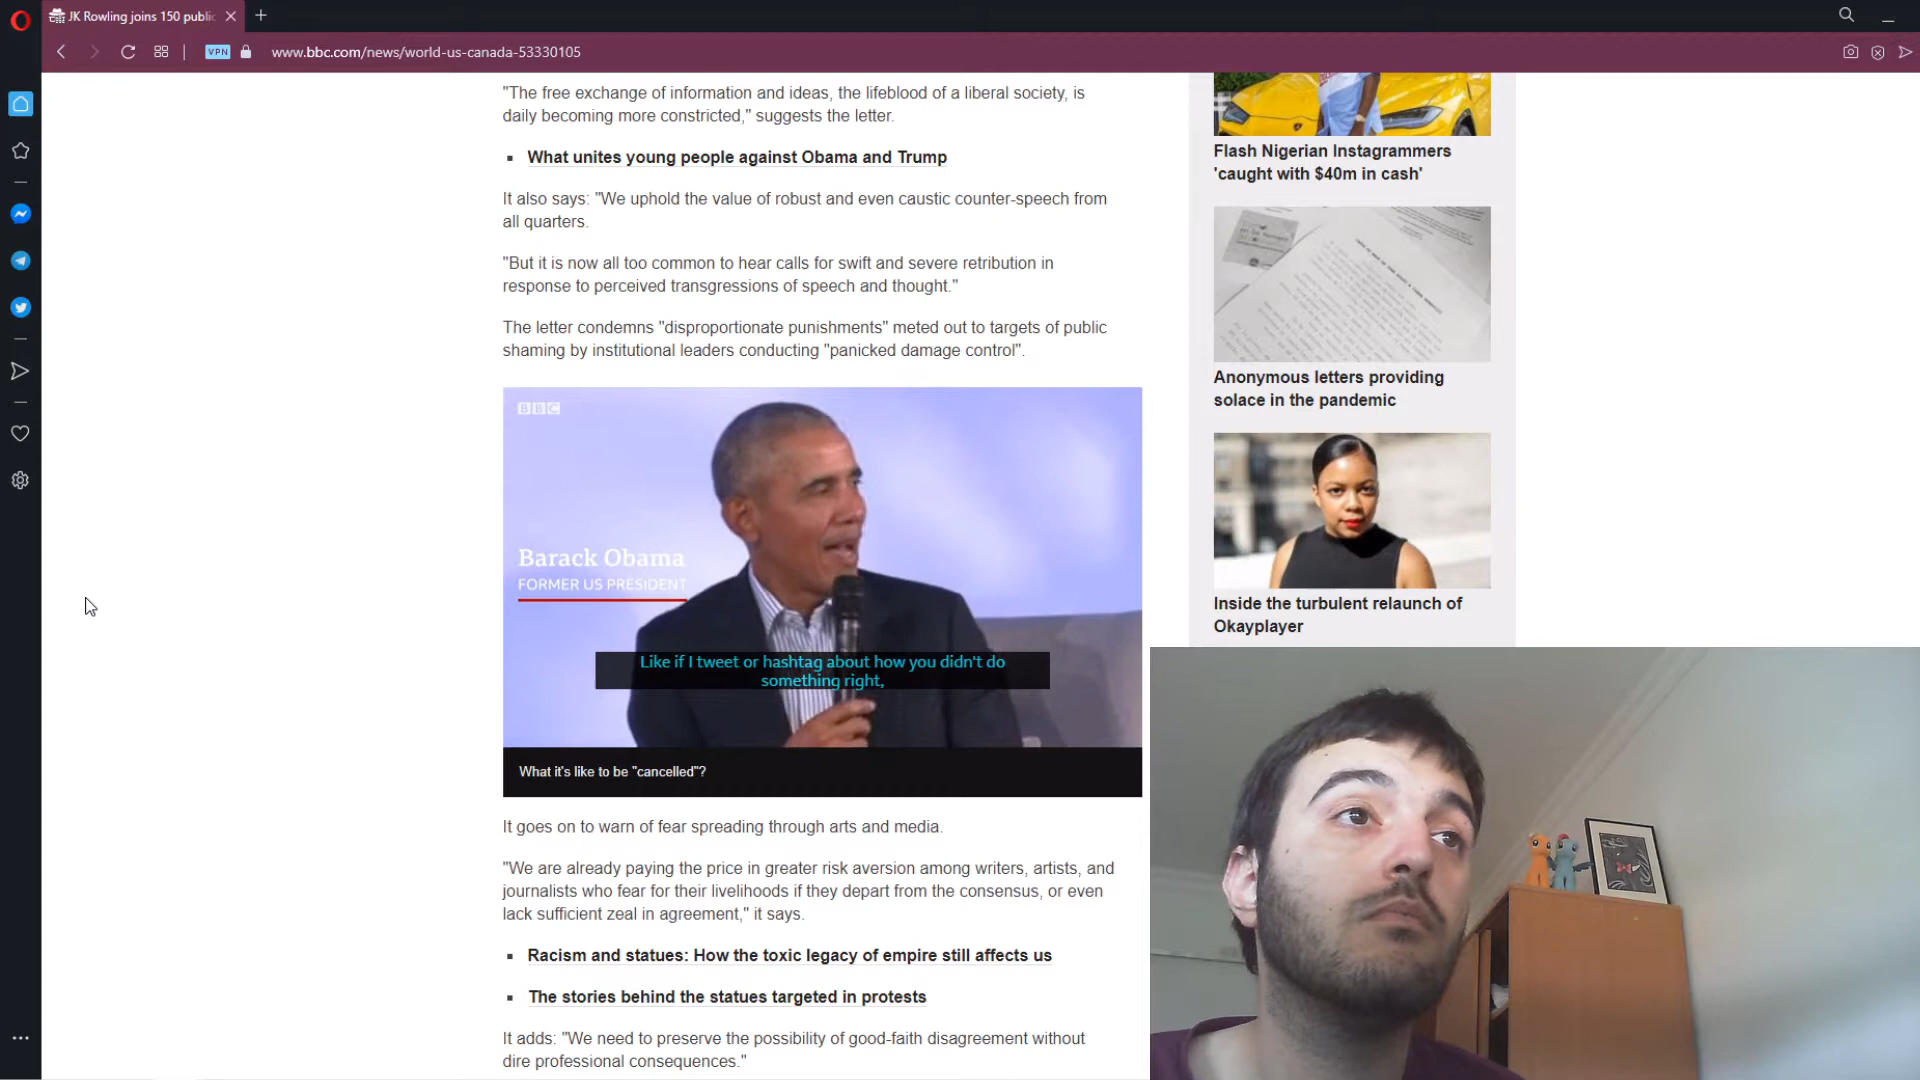 JK Rowling joins 150 public
VPN
www.bbc.com/news/world-us-canada-53330105
"The free exchange of information and ideas, the lifeblood of a liberal society, is
daily becoming more constricted," suggests the letter.
What unites young people against Obama and Trump
It also says: "We uphold the value of robust and even caustic counter-speech from
all quarters.
"But it is now all too common to hear calls for swift and severe retribution in
response to perceived transgressions of speech and thought."
The letter condemns "disproportionate punishments" meted out to targets of public
shaming by institutional leaders conducting "panicked damage control".
BBC
Barack Obama
FORMER US PRESIDENT
Like if I tweet or hashtag about how you didn't do
something right,
What it's like to be "cancelled"?
It goes on to warn of fear spreading through arts and media.
"We are already paying the price in greater risk aversion among writers, artists, and
journalists who fear for their livelihoods if they depart from the consensus, or even
lack sufficient zeal in agreement," it says.
Racism and statues: How the toxic legacy of empire still affects us
The stories behind the statues targeted in protests
It adds: "We need to preserve the possibility of good-faith disagreement without
dire professional consequences."
Flash Nigerian Instagrammers
'caught with $40m in cash'
Anonymous letters providing
solace in the pandemic
Inside the turbulent relaunch of
Okayplayer